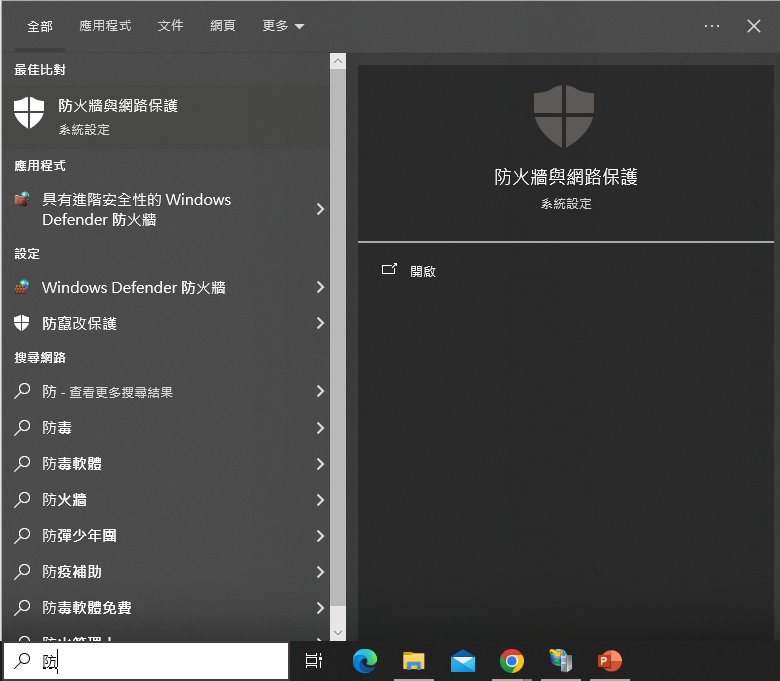 全部 應用程式 文件 網頁 更多
最佳比對
防火牆與網路保護
系統設定
應用程式
具有進階安全性的 Windows
Defender 防火牆
設定
Windows Defender 防火牆
防竄改保護
搜尋網路
防 - 查看更多搜尋結果
防毒
防毒軟體
防火牆
防彈少年團
防疫補助
防毒軟體免費
防
防火牆與網路保護
系統設定
開啟